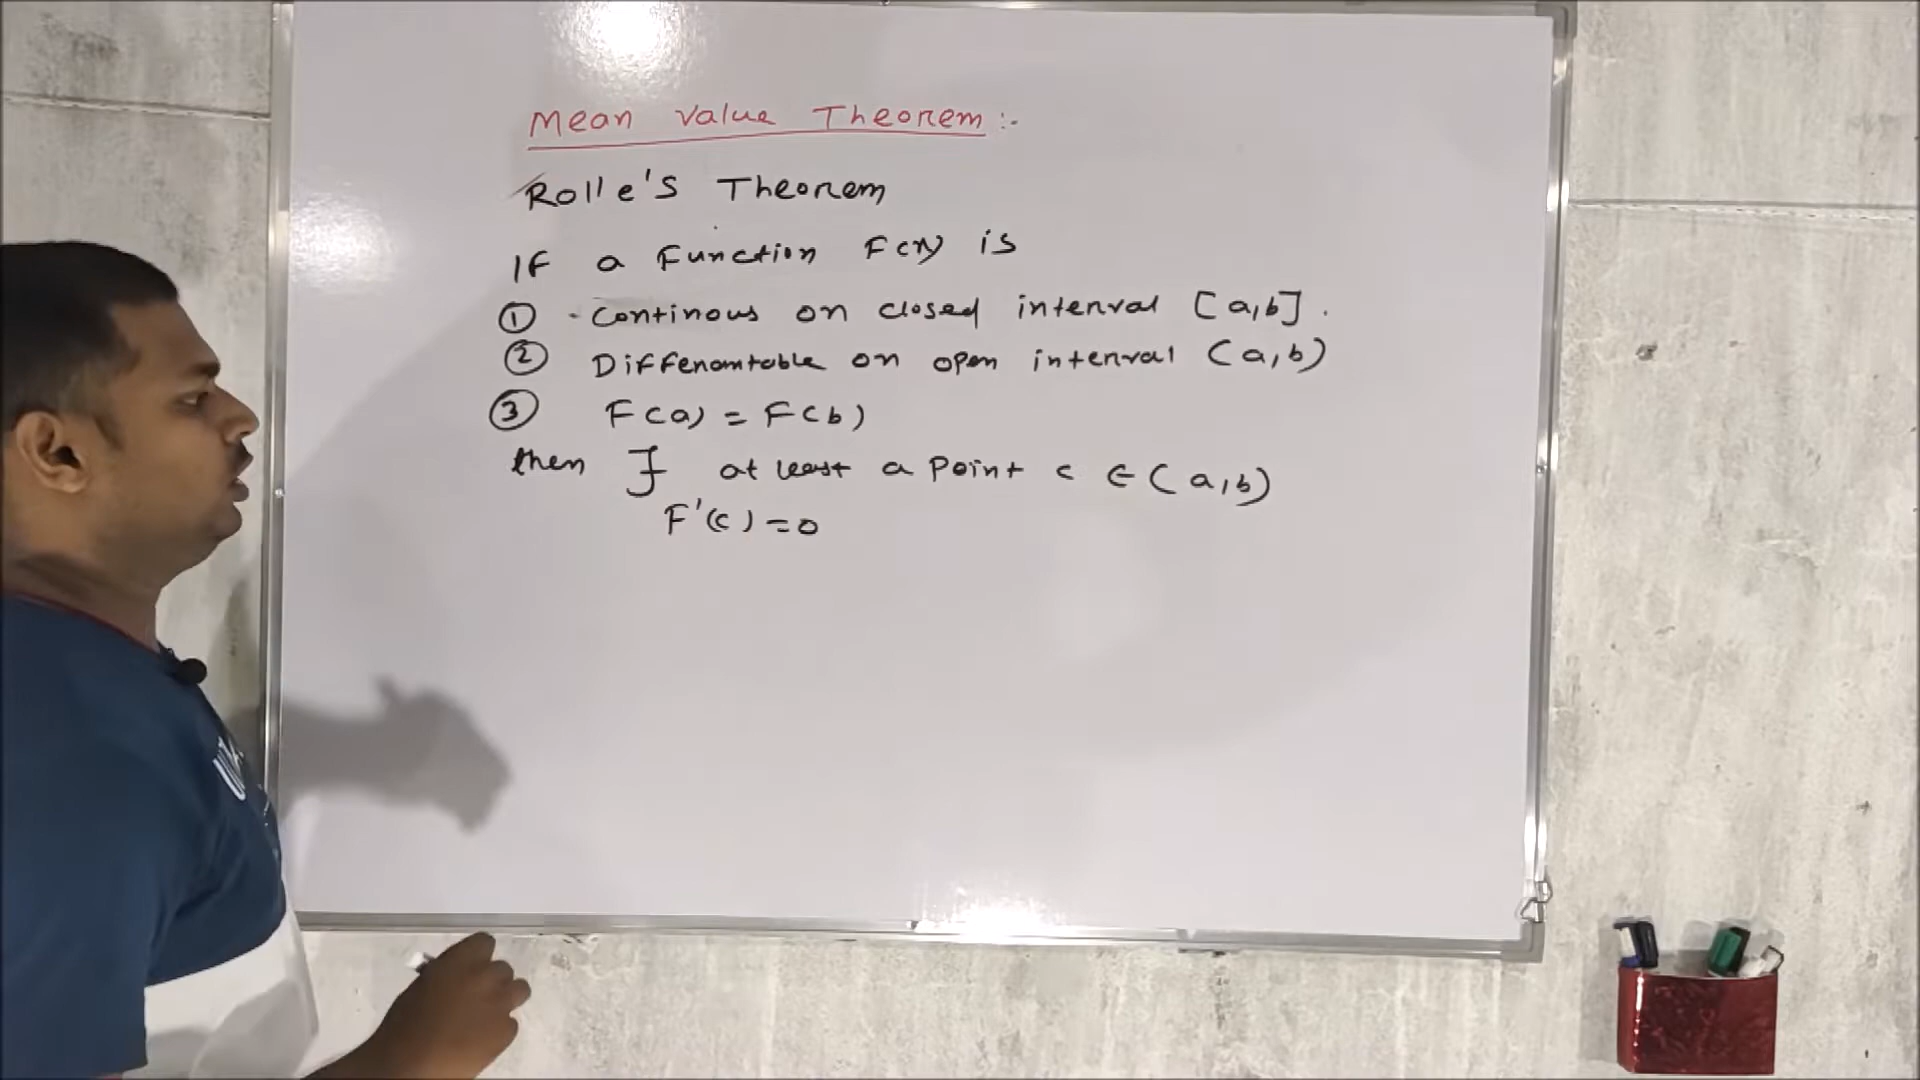 Mean Value Theorem :-
Rolle's Theorem
If a Function F(x) is
① Continous on closed interval [a,b].
② Differentable on open interval (a,b)
③ F(a) = F(b)
then ∃ at least a point c ∈ (a,b)
F'(c) = 0